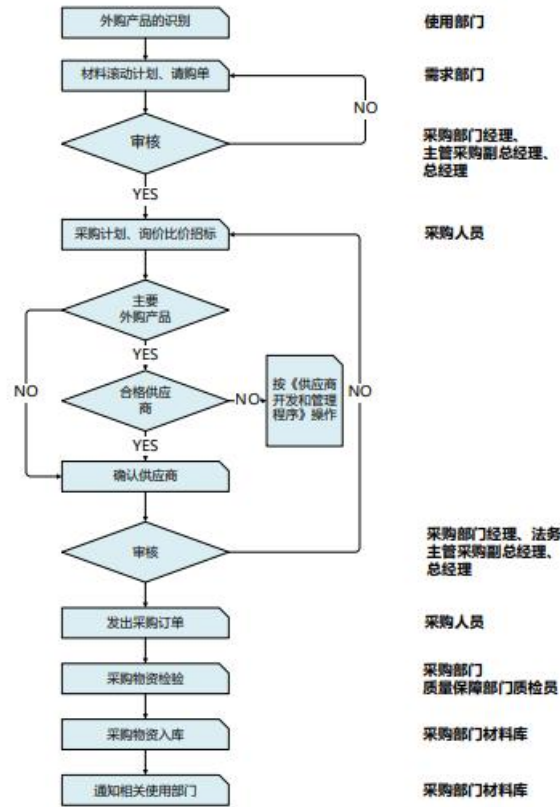 外购产品的识别
使用部门
材料滚动计划、请购单
需求部门
NO
审核
采购部门经理、
主管采购副总经理、
总经理
YES
采购计划、询价比价招标
采购人员
主要
外购产品
YES
NO
合格供应
商
NO
按《供应商
开发和管理
程序》操作
NO
YES
确认供应商
审核
采购部门经理、法务
主管采购副总经理、
总经理
发出采购订单
采购人员
采购物资检验
采购部门
质量保障部门质检员
采购物资入库
采购部门材料库
通知相关使用部门
采购部门材料库